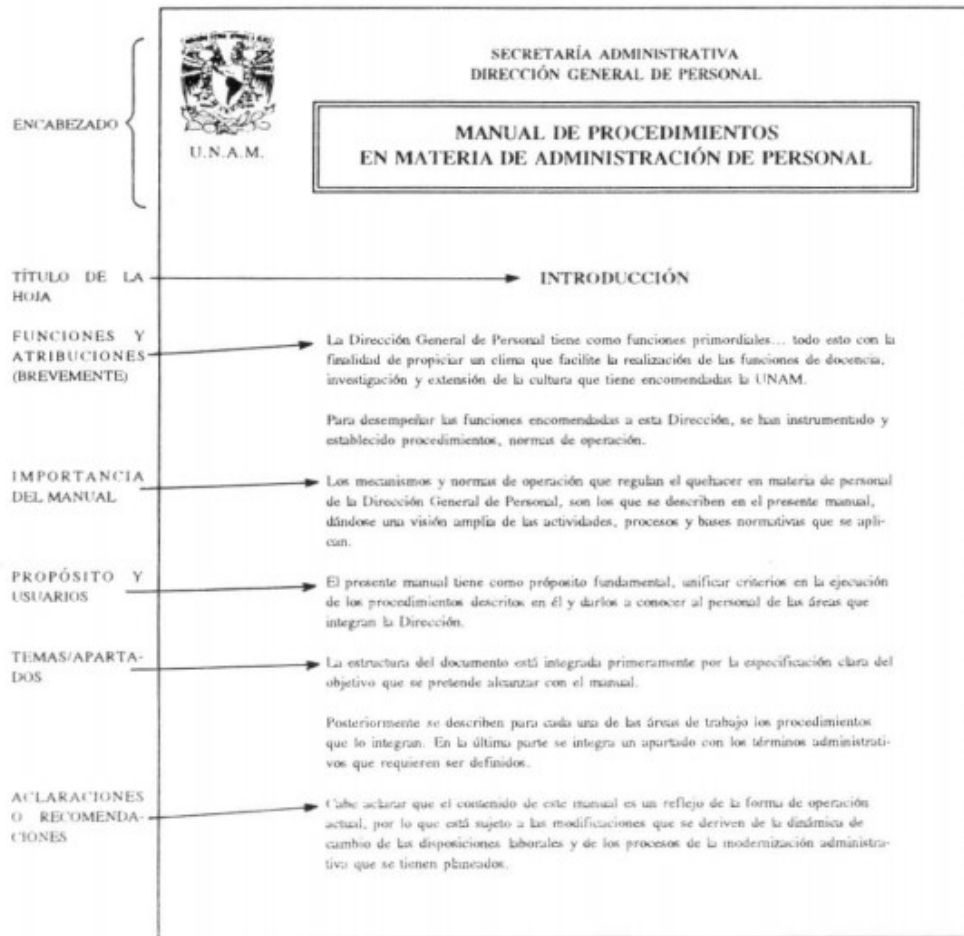 SECRETARÍA ADMINISTRATIVA
DIRECCIÓN GENERAL DE PERSONAL
ENCABEZADO
U.N.A.M.
MANUAL DE PROCEDIMIENTOS
EN MATERIA DE ADMINISTRACIÓN DE PERSONAL
TÍTULO DE LA
HOJA
INTRODUCCIÓN
FUNCIONES Y
ATRIBUCIONES
(BREVEMENTE)
La Dirección General de Personal tiene como funciones primordiales... todo esto con la
finalidad de propiciar un clima que facilite la realización de las funciones de docencia,
investigación y extensión de la cultura que tiene encomendadas la UNAM.
Para desempeñar las funciones encomendadas a esta Dirección, se han instrumentado y
establecido procedimientos, normas de operación.
IMPORTANCIA
DEL MANUAL
Los mecanismos y normas de operación que regulan el quehacer en materia de personal
de la Dirección General de Personal, son los que se describen en el presente manual,
dándose una visión amplia de las actividades, procesos y bases normativas que se apli-
can.
PROPÓSITO Y
USUARIOS
El presente manual tiene como próposito fundamental, unificar criterios en la ejecución
de los procedimientos descritos en él y darlos a conocer al personal de las áreas que
integran la Dirección.
TEMAS/APARTA-
DOS
La estructura del documento está integrada primeramente por la especificación clara del
objetivo que se pretende alcanzar con el manual.
Posteriormente se describen para cada una de las áreas de trabajo los procedimientos
que lo integran. En la última parte se integra un apartado con los términos administrati-
vos que requieren ser definidos.
ACLARACIONES
O RECOMENDA-
CIONES
Cabe aclarar que el contenido de este manual es un reflejo de la forma de operación
actual, por lo que está sujeto a las modificaciones que se deriven de la dinámica de
cambio de las disposiciones laborales y de los procesos de la modernización administra-
tiva que se tienen planeados.